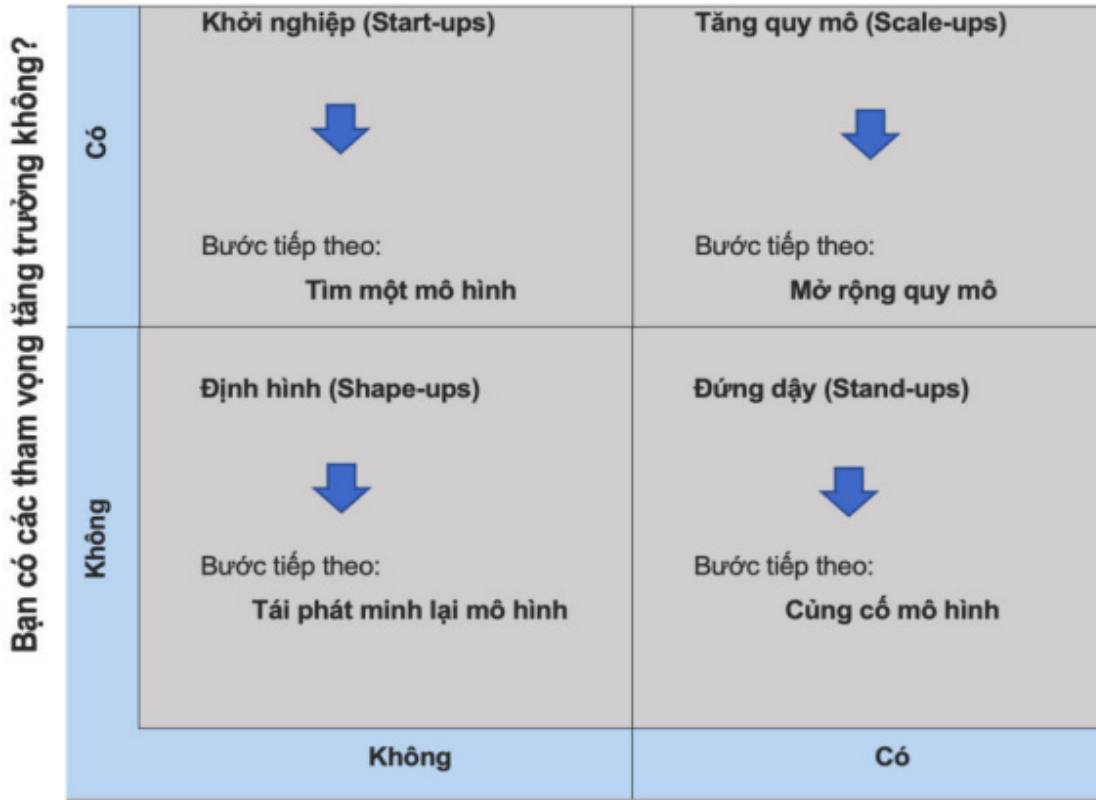 Bạn có các tham vọng tăng trưởng không?
Có
Khởi nghiệp (Start-ups)
Bước tiếp theo:
Tìm một mô hình
Tăng quy mô (Scale-ups)
Bước tiếp theo:
Mở rộng quy mô
Không
Định hình (Shape-ups)
Bước tiếp theo:
Tái phát minh lại mô hình
Đứng dậy (Stand-ups)
Bước tiếp theo:
Củng cố mô hình
Không
Có